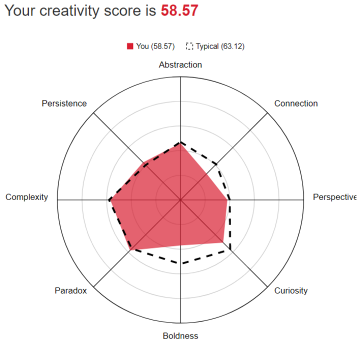 Your creativity score is 58.57
You (58.57) Typical (63.12)
Abstraction
Persistence Connection
Complexity Perspective
Paradox Curiosity
Boldness